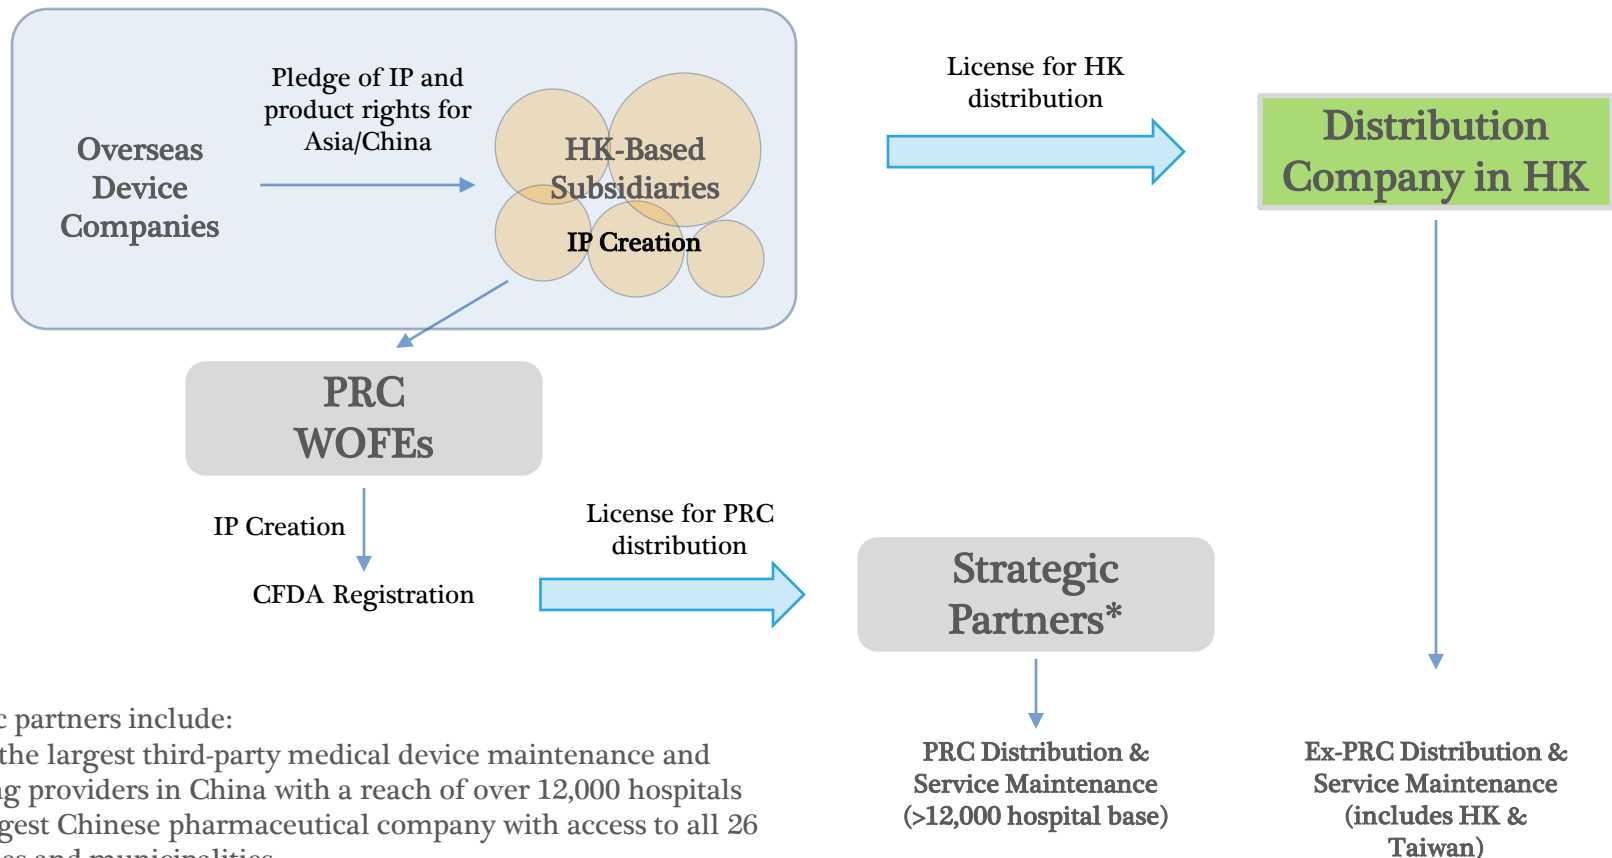 Pledge of IP and
product rights for
Asia/China
Overseas
Device
Companies
HK-Based
Subsidiaries
IP Creation
License for HK
distribution
Distribution
Company in HK
PRC
WOFEs
IP Creation
CFDA Registration
License for PRC
distribution
Strategic
Partners*
PRC Distribution &
Service Maintenance
(>12,000 hospital base)
Ex-PRC Distribution &
Service Maintenance
(includes HK &
Taiwan)
partners include:
the largest third-party medical device maintenance and
providers in China with a reach of over 12,000 hospitals
Chinese pharmaceutical company with access to all 26
and municipalities